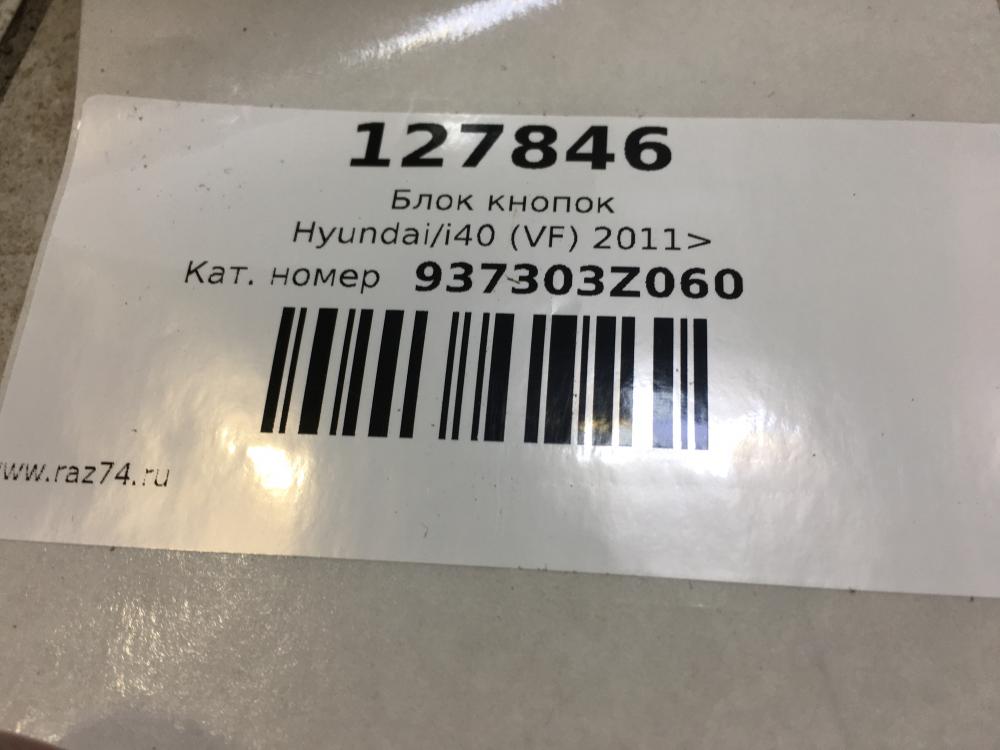 127846
Блок кнопок
Hyundai/i40 (VF) 2011>
Кат. номер 937303Z060
www.raz74.ru